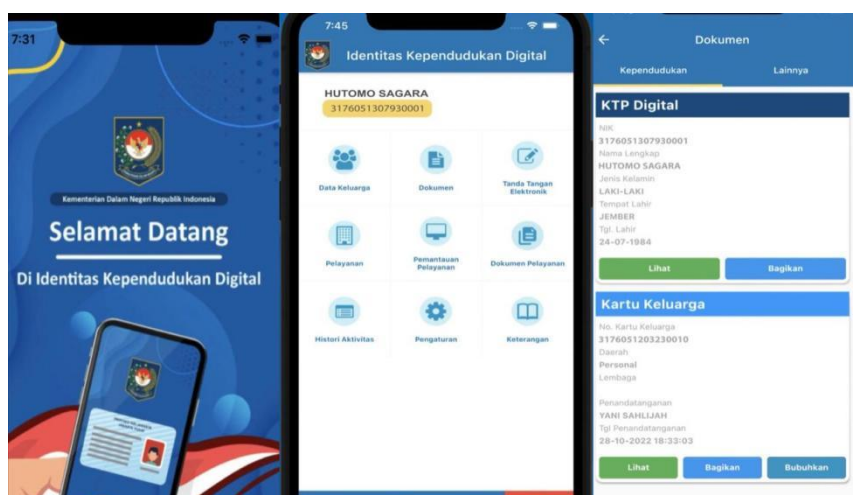 7:31
Kementerian Dalam Negeri Republik Indonesia
Selamat Datang
Di Identitas Kependudukan Digital
7:45
Identitas Kependudukan Digital
HUTOMO SAGARA
3176051307930001
Data Keluarga
Dokumen
Tanda Tangan
Elektronik
Pelayanan
Pemantauan
Pelayanan
Dokumen Pelayanan
Histori Aktivitas
Pengaturan
Keterangan
Dokumen
Kependudukan
Lainnya
KTP Digital
NIK
3176051307930001
Nama Lengkap
HUTOMO SAGARA
Jenis Kelamin
LAKI-LAKI
Tempat Lahir
JEMBER
Tgl. Lahir
24-07-1984
Lihat
Bagikan
Kartu Keluarga
No. Kartu Keluarga
3176051203230010
Daerah
Personal
Lembaga
Penandatanganan
YANI SAHLIJAH
Tgl Penandatanganan
28-10-2022 18:33:03
Lihat
Bagikan
Bubuhkan